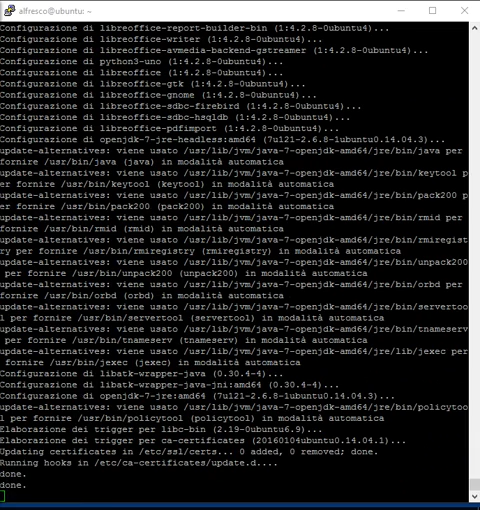 alfresco@ubuntu: ~
Configurazione di libreoffice-report-builder-bin (1:4.2.8-0ubuntu4)...
Configurazione di libreoffice-writer (1:4.2.8-0ubuntu4)...
Configurazione di libreoffice-avmedia-backend-gstreamer (1:4.2.8-0ubuntu4)...
Configurazione di python3-uno (1:4.2.8-0ubuntu4)...
Configurazione di libreoffice (1:4.2.8-0ubuntu4)...
Configurazione di libreoffice-gtk (1:4.2.8-0ubuntu4)...
Configurazione di libreoffice-gnome (1:4.2.8-0ubuntu4)...
Configurazione di libreoffice-sdbc-firebird (1:4.2.8-0ubuntu4)...
Configurazione di libreoffice-sdbc-hsqldb (1:4.2.8-0ubuntu4)...
Configurazione di libreoffice-pdfimport (1:4.2.8-0ubuntu4)...
Configurazione di openjdk-7-jre-headless:amd64 (7u121-2.6.8-1ubuntu0.14.04.3)...
update-alternatives: viene usato /usr/lib/jvm/java-7-openjdk-amd64/jre/bin/java per
fornire /usr/bin/java (java) in modalità automatica
update-alternatives: viene usato /usr/lib/jvm/java-7-openjdk-amd64/jre/bin/keytool p
er fornire /usr/bin/keytool (keytool) in modalità automatica
update-alternatives: viene usato /usr/lib/jvm/java-7-openjdk-amd64/jre/bin/pack200 p
er fornire /usr/bin/pack200 (pack200) in modalità automatica
update-alternatives: viene usato /usr/lib/jvm/java-7-openjdk-amd64/jre/bin/rmid per
fornire /usr/bin/rmid (rmid) in modalità automatica
update-alternatives: viene usato /usr/lib/jvm/java-7-openjdk-amd64/jre/bin/rmiregist
ry per fornire /usr/bin/rmiregistry (rmiregistry) in modalità automatica
update-alternatives: viene usato /usr/lib/jvm/java-7-openjdk-amd64/jre/bin/unpack200
per fornire /usr/bin/unpack200 (unpack200) in modalità automatica
update-alternatives: viene usato /usr/lib/jvm/java-7-openjdk-amd64/jre/bin/orbd per
fornire /usr/bin/orbd (orbd) in modalità automatica
update-alternatives: viene usato /usr/lib/jvm/java-7-openjdk-amd64/jre/bin/servertoo
l per fornire /usr/bin/servertool (servertool) in modalità automatica
update-alternatives: viene usato /usr/lib/jvm/java-7-openjdk-amd64/jre/bin/tnameserv
per fornire /usr/bin/tnameserv (tnameserv) in modalità automatica
update-alternatives: viene usato /usr/lib/jvm/java-7-openjdk-amd64/jre/lib/jexec per
fornire /usr/bin/jexec (jexec) in modalità automatica
Configurazione di libatk-wrapper-java (0.30.4-4)...
Configurazione di libatk-wrapper-java-jni:amd64 (0.30.4-4)...
Configurazione di openjdk-7-jre:amd64 (7u121-2.6.8-1ubuntu0.14.04.3)...
update-alternatives: viene usato /usr/lib/jvm/java-7-openjdk-amd64/jre/bin/policytoo
l per fornire /usr/bin/policytool (policytool) in modalità automatica
Elaborazione dei trigger per libc-bin (2.19-0ubuntu6.9)...
Elaborazione dei trigger per ca-certificates (20160104ubuntu0.14.04.1)...
Updating certificates in /etc/ssl/certs... 0 added, 0 removed; done.
Running hooks in /etc/ca-certificates/update.d....
done.
done.